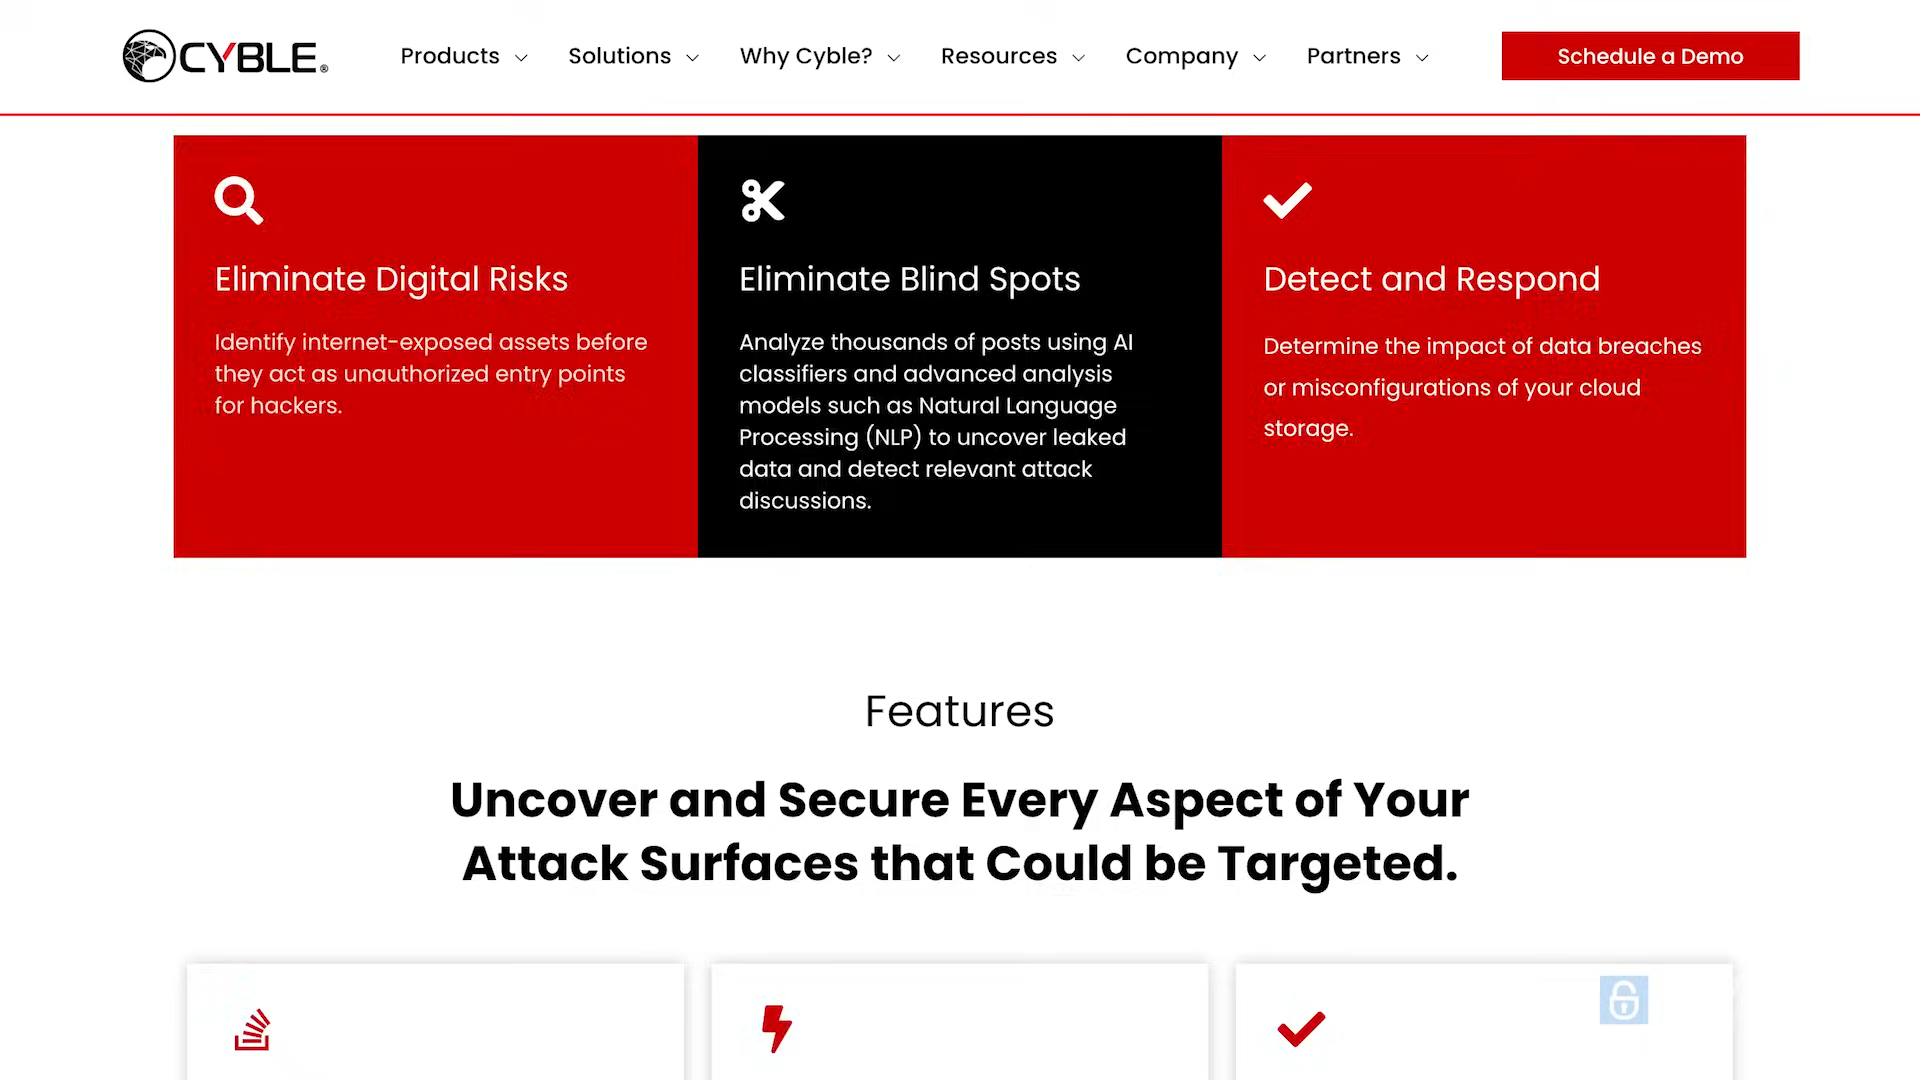 CYBLE®
Products
Solutions
Why Cyble?
Resources
Company
Partners
Schedule a Demo
Eliminate Digital Risks
Identify internet-exposed assets before
they act as unauthorized entry points
for hackers.
Eliminate Blind Spots
Analyze thousands of posts using AI
classifiers and advanced analysis
models such as Natural Language
Processing (NLP) to uncover leaked
data and detect relevant attack
discussions.
Detect and Respond
Determine the impact of data breaches
or misconfigurations of your cloud
storage.
Features
Uncover and Secure Every Aspect of Your
Attack Surfaces that Could be Targeted.